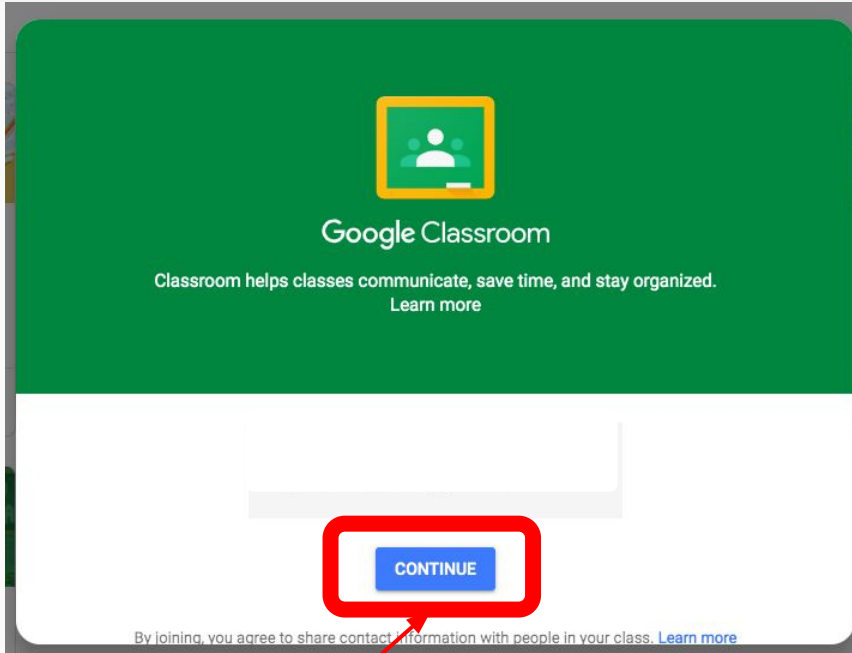 Google Classroom
Classroom helps classes communicate, save time, and stay organized.
Learn more
CONTINUE
By joining, you agree to share contact information with people in your class. Learn more